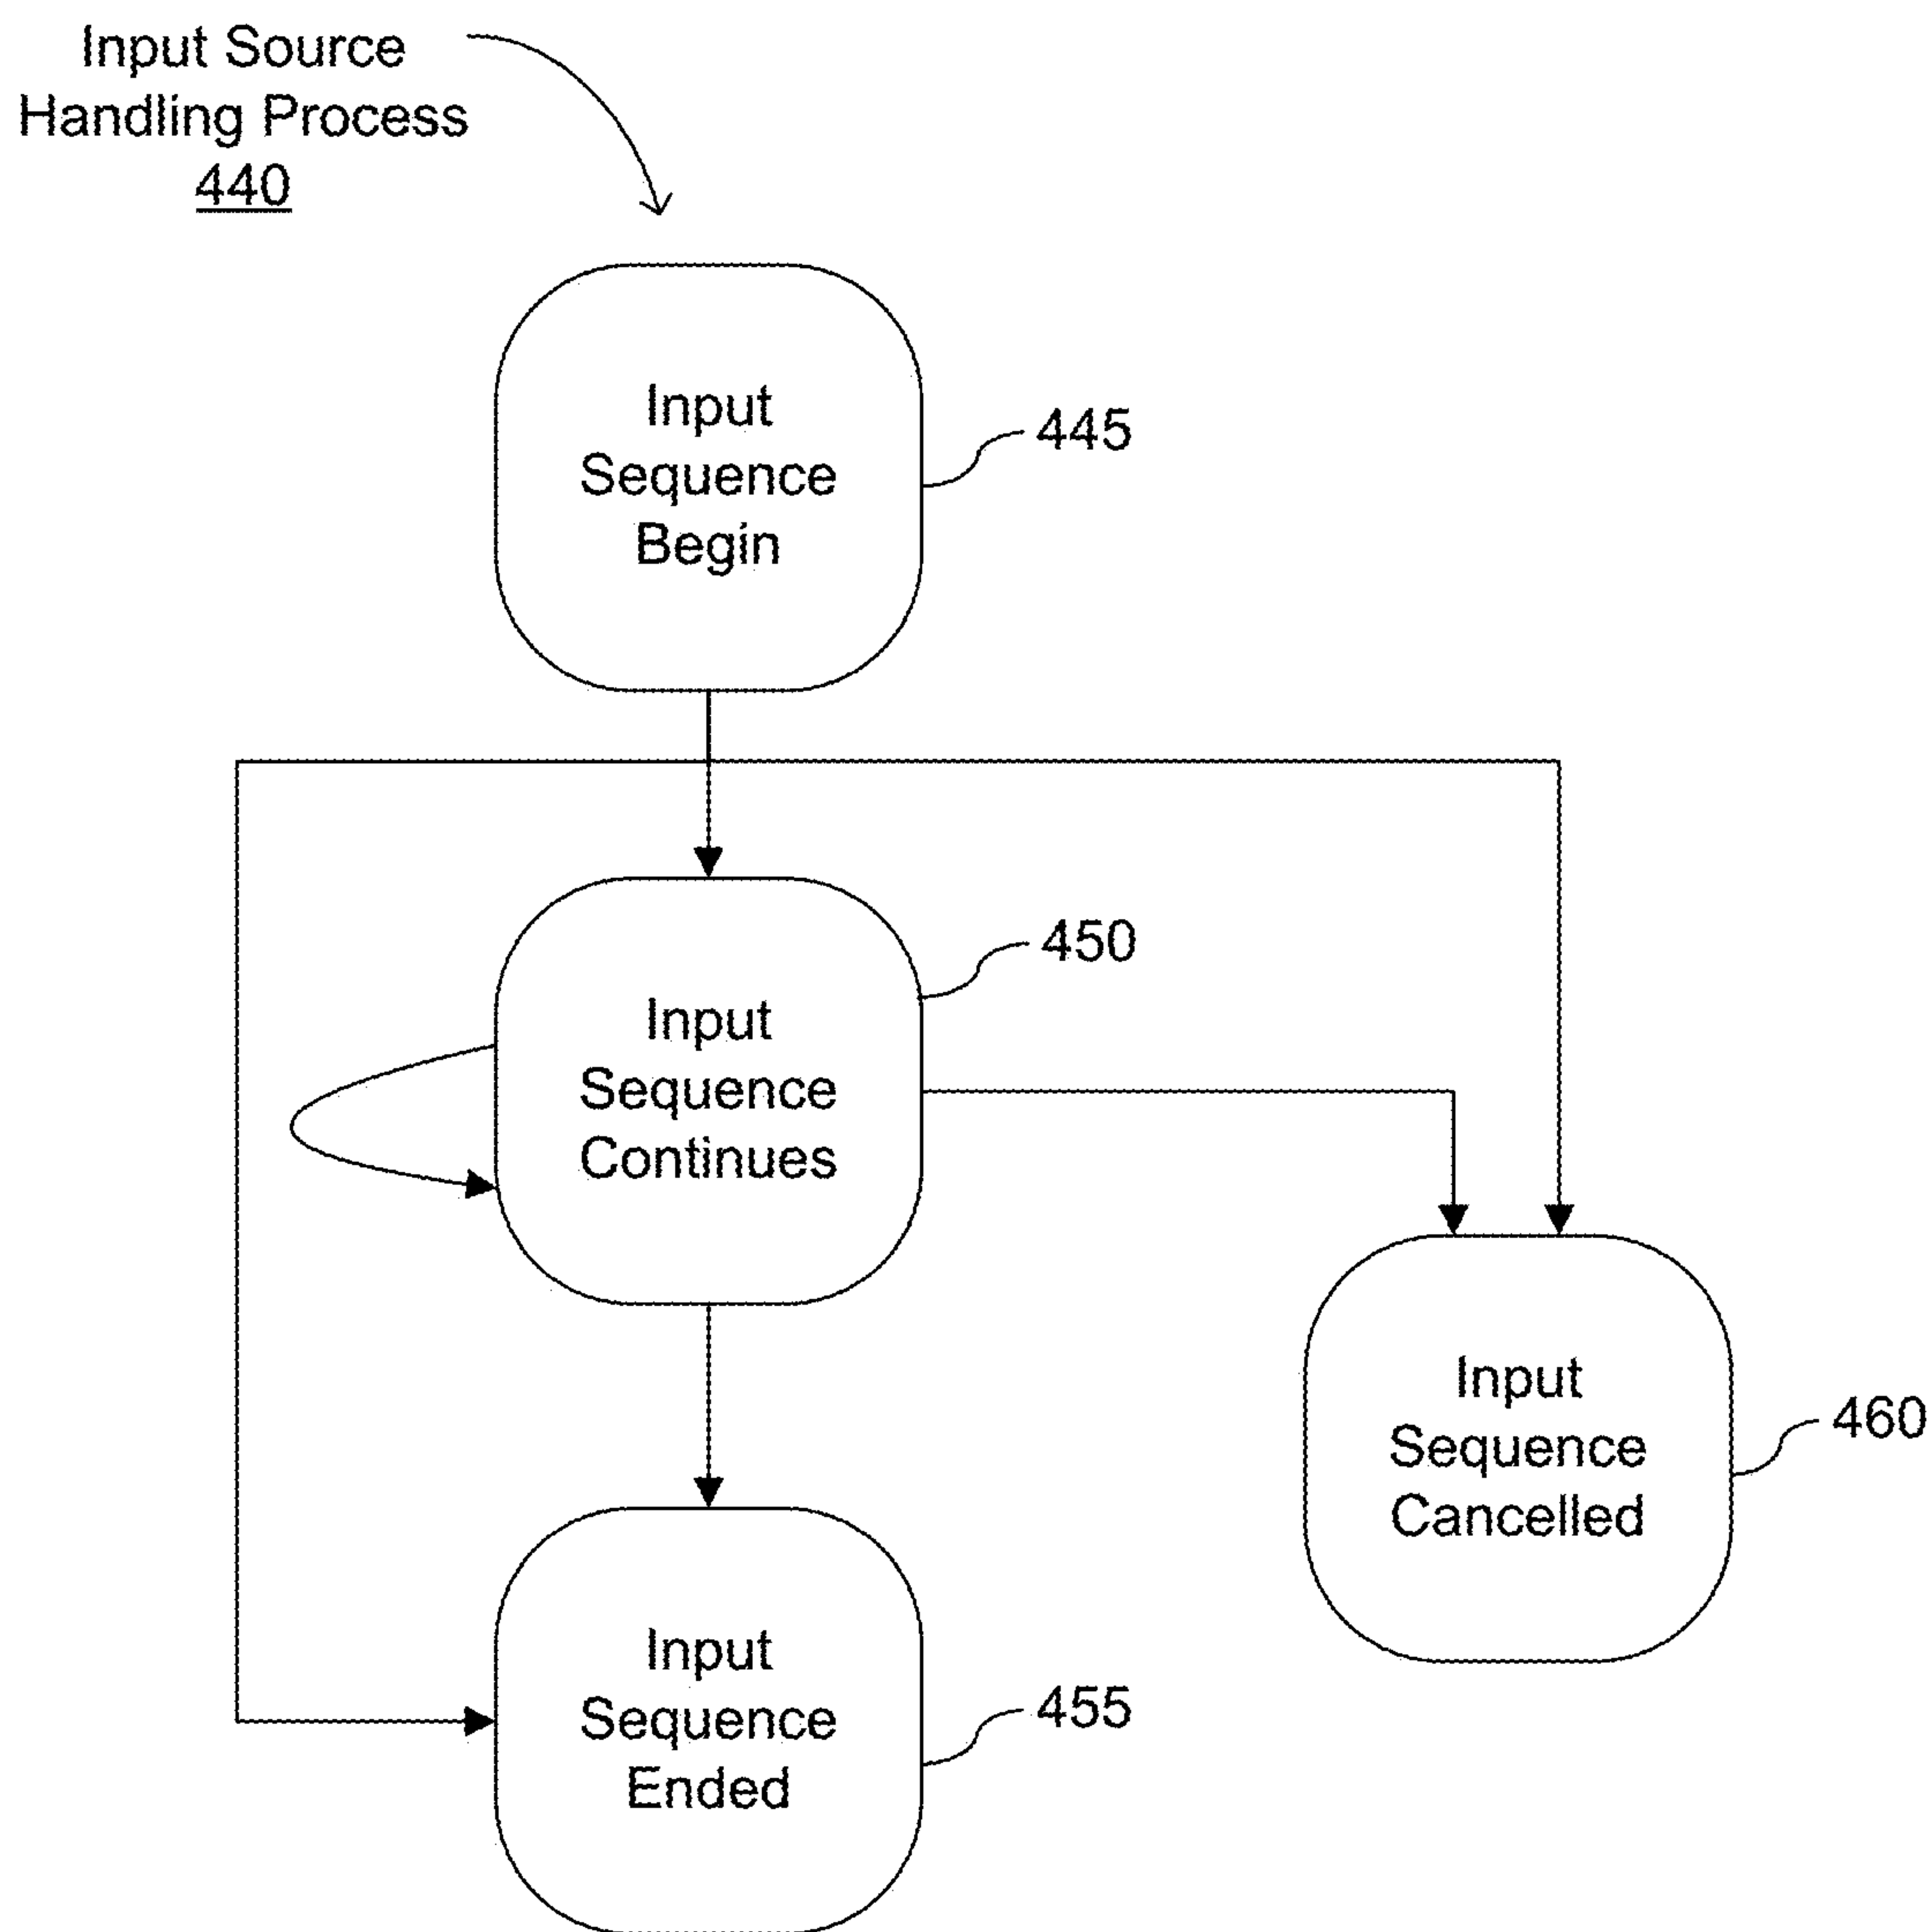 Input Source
Handling Process
440
Input
Sequence
Begin
445
Input
Sequence
Continues
450
Input
Sequence
Cancelled
460
Input
Sequence
Ended
455